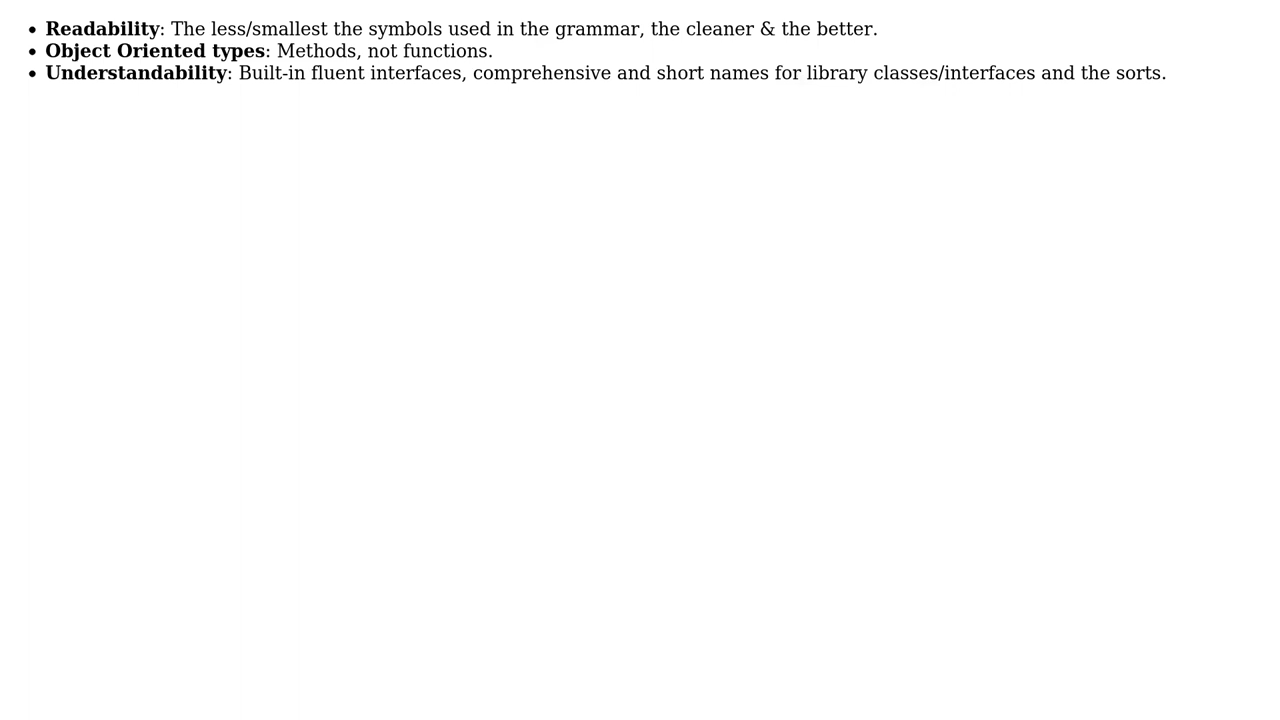 • Readability: The less/smallest the symbols used in the grammar, the cleaner & the better.
• Object Oriented types: Methods, not functions.
• Understandability: Built-in fluent interfaces, comprehensive and short names for library classes/interfaces and the sorts.